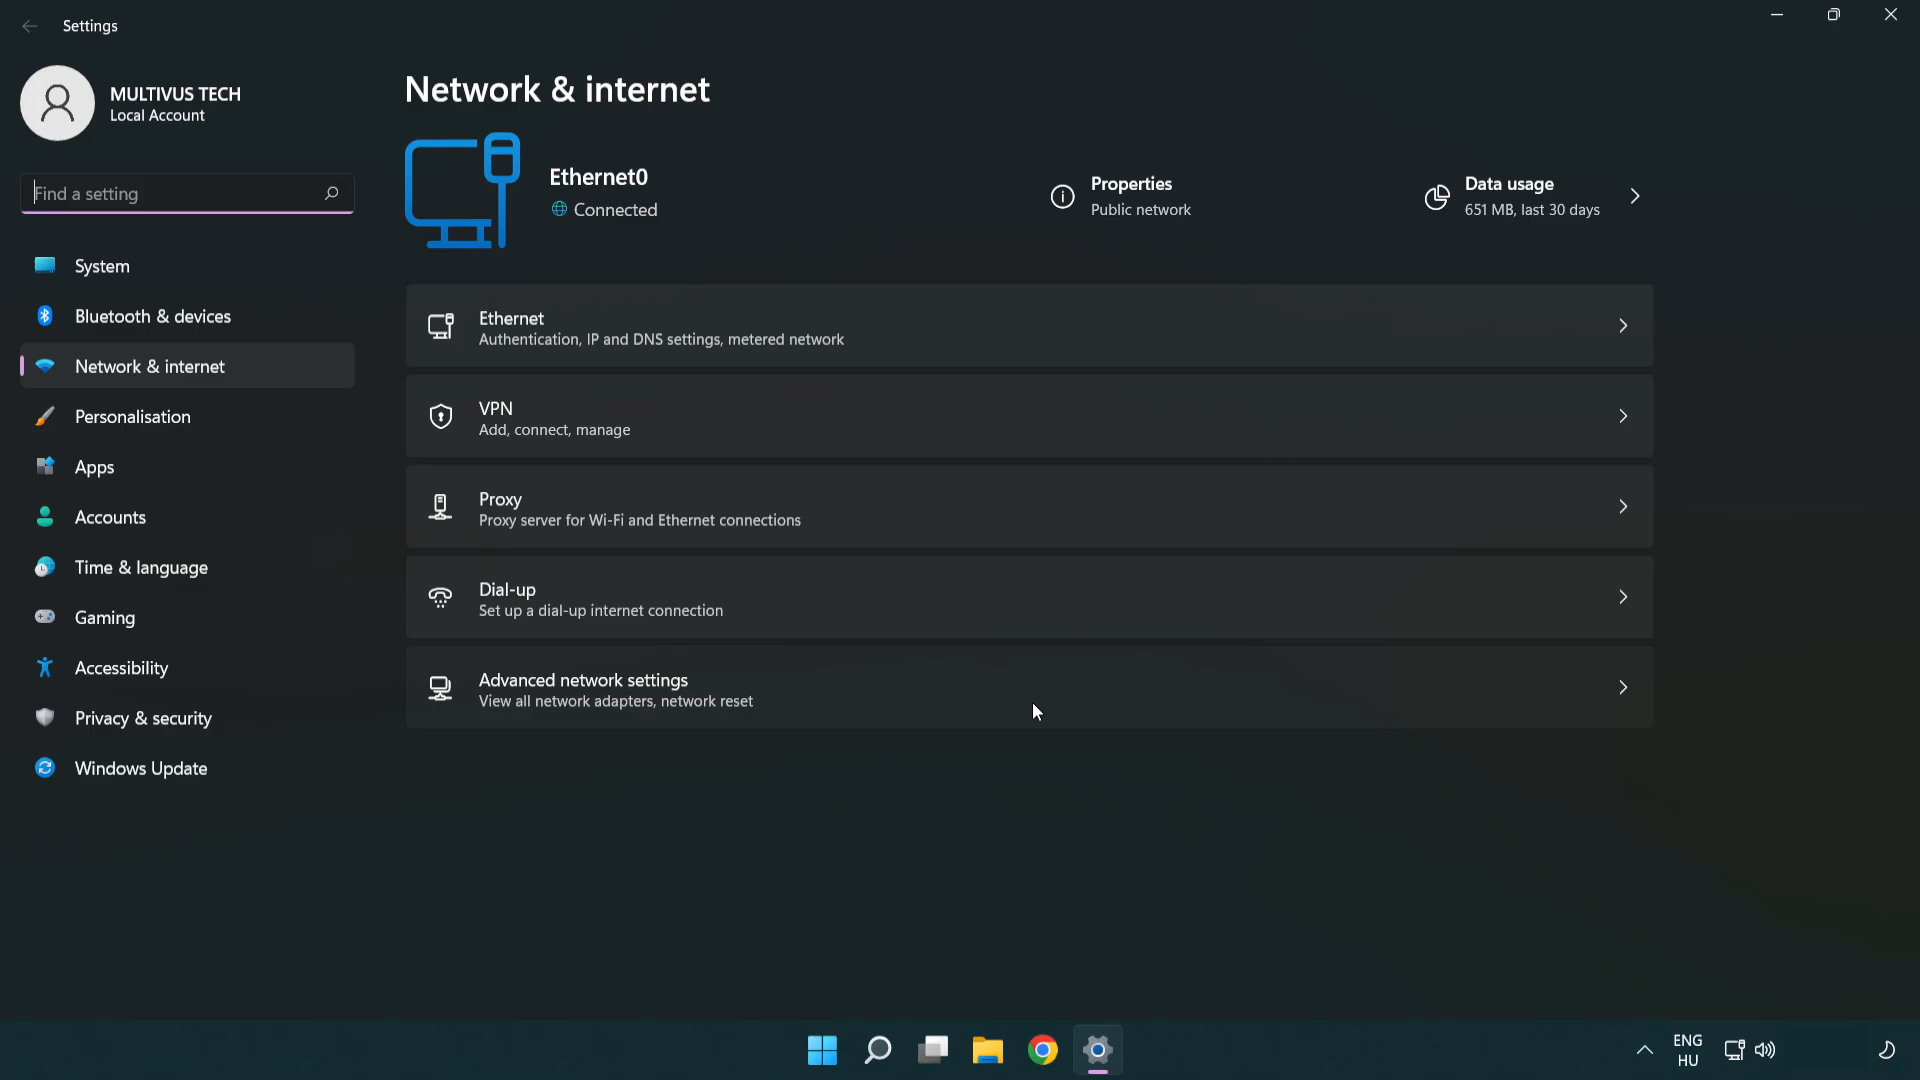 Settings
MULTIVUS TECH
Local Account
Find a setting
System
Bluetooth & devices
Network & internet
Personalisation
Apps
Accounts
Time & language
Gaming
Accessibility
Privacy & security
Windows Update
Network & internet
Ethernet0
Connected
Properties
Public network
Data usage
651 MB, last 30 days
Ethernet
Authentication, IP and DNS settings, metered network
VPN
Add, connect, manage
Proxy
Proxy server for Wi-Fi and Ethernet connections
Dial-up
Set up a dial-up internet connection
Advanced network settings
View all network adapters, network reset
ENG
HU